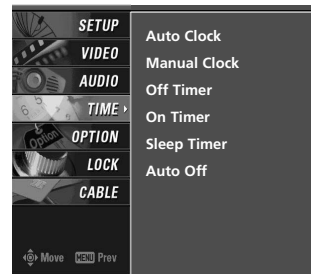 SETUP
VIDEO
AUDIO
TIME
OPTION
LOCK
CABLE
Move MENU Prev
Auto Clock
Manual Clock
Off Timer
On Timer
Sleep Timer
Auto Off